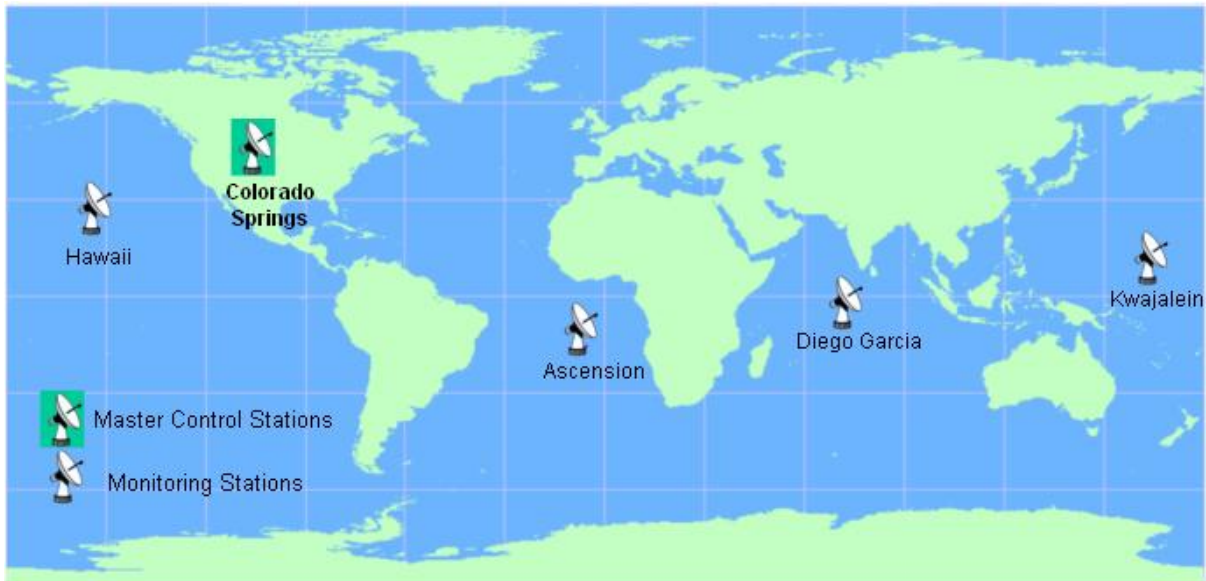 Colorado
Springs
Hawaii
Kwajalein
Diego Garcia
Ascension
Master Control Stations
Monitoring Stations